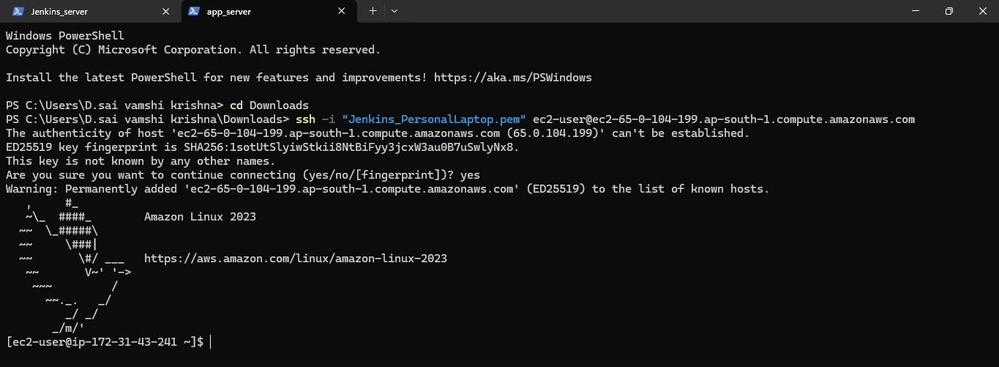 Jenkins_server
app_server
Windows PowerShell
Copyright (C) Microsoft Corporation. All rights reserved.
Install the latest PowerShell for new features and improvements! https://aka.ms/PSWindows
PS C:\Users\D.sai vamshi krishna> cd Downloads
PS C:\Users\D.sai vamshi krishna\Downloads> ssh -i "Jenkins_PersonalLaptop.pem" ec2-user@ec2-65-0-104-199.ap-south-1.compute.amazonaws.com
The authenticity of host 'ec2-65-0-104-199.ap-south-1.compute.amazonaws.com (65.0.104.199)' can't be established.
ED25519 key fingerprint is SHA256:1sotUtSlyiwStkii8NtBiFyy3jcxW3au0B7uSwlyNx8.
This key is not known by any other names.
Are you sure you want to continue connecting (yes/no/[fingerprint])? yes
Warning: Permanently added 'ec2-65-0-104-199.ap-south-1.compute.amazonaws.com' (ED25519) to the list of known hosts.
   ,     #_
   ~\_  ####_        Amazon Linux 2023
  ~~  \_#####\
  ~~     \###|
  ~~       \#/ ___   https://aws.amazon.com/linux/amazon-linux-2023
   ~~       V~' '->
    ~~~         /
      ~~._.   _/
         _/ _/
       _/m/'
[ec2-user@ip-172-31-43-241 ~]$